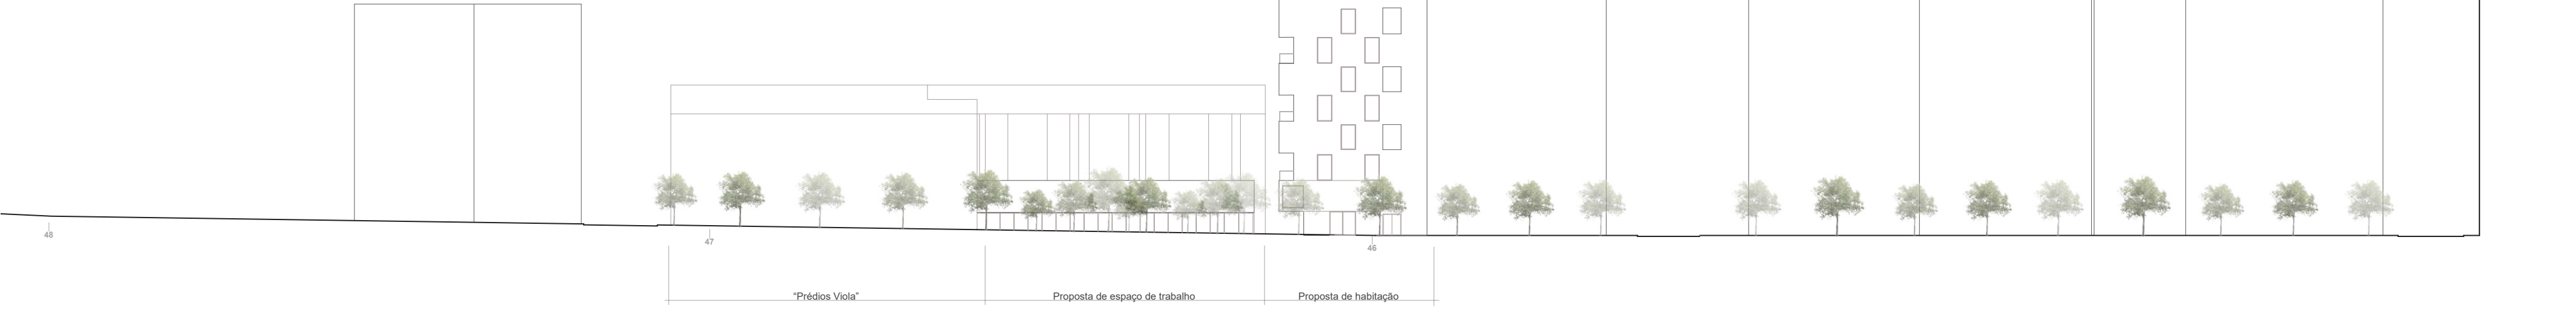 48
47
46
“Prédios Viola”
Proposta de espaço de trabalho
Proposta de habitação